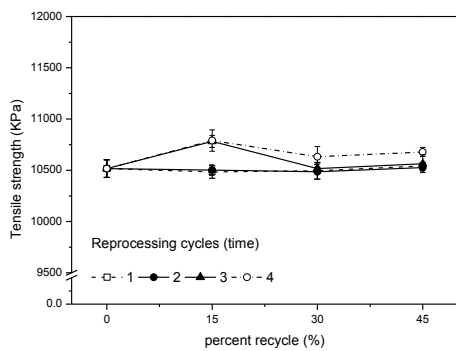 12000
11500
11000
10500
10000
9500
0.0
Tensile strength (KPa)
Reprocessing cycles (time)
1 2 3 4
0 15 30 45
percent recycle (%)